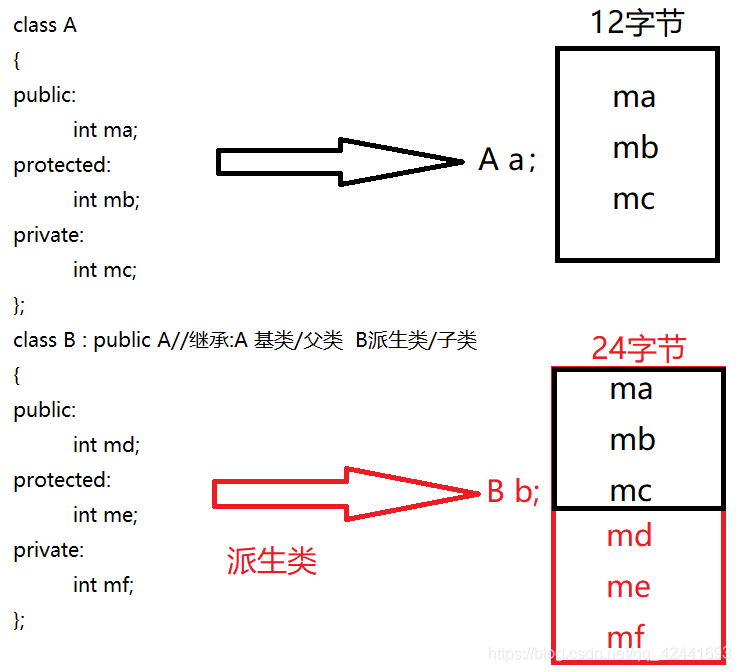 class A
{
public:
int ma;
protected:
int mb;
private:
int mc;
};
A a;
12字节
ma
mb
mc
class B : public A//继承:A 基类/父类 B派生类/子类
{
public:
int md;
protected:
int me;
private:
int mf;
};
派生类
B b;
24字节
ma
mb
mc
md
me
mf
https://blog.csdn.net/qq_42441693